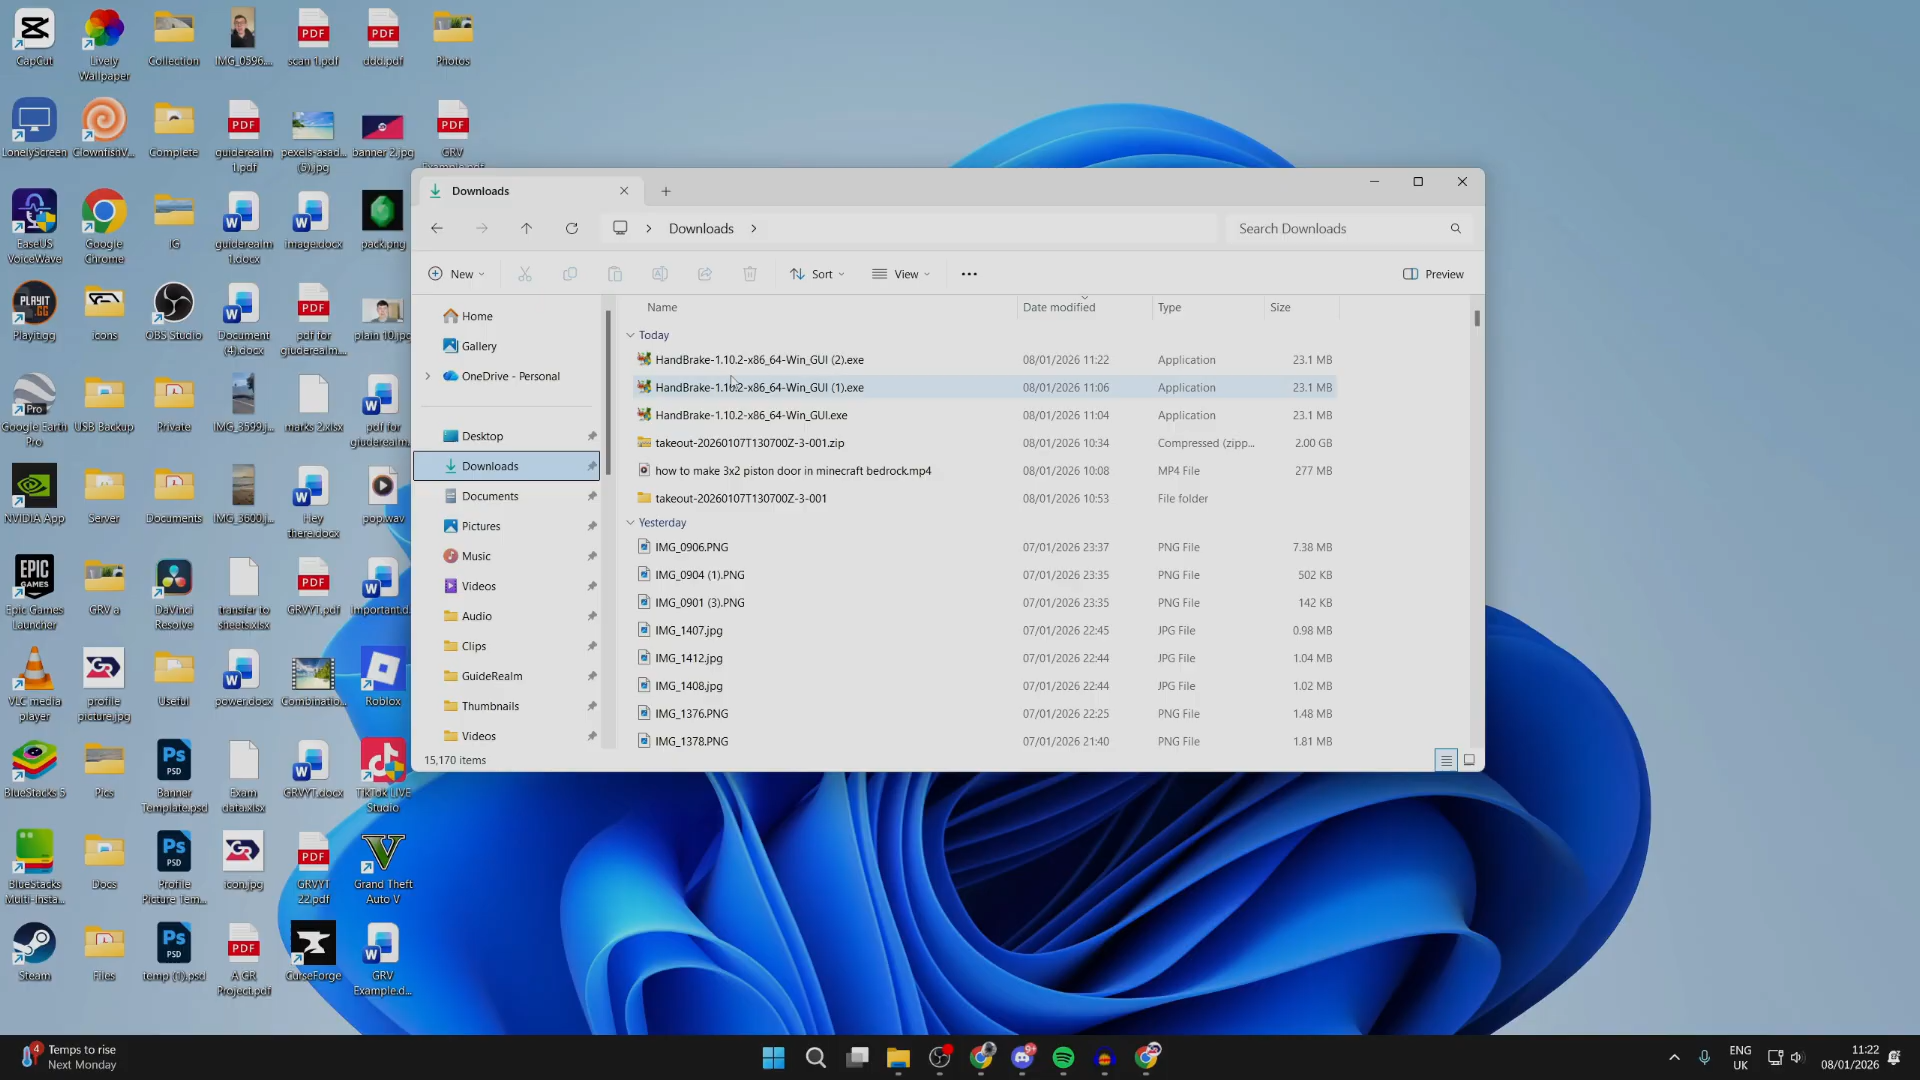 CapCut
Lively Wallpaper
Collection
IMG_0596....
scan 1.pdf
ddd.pdf
Photos
LonelyScreen
ClownfishV...
Complete
guiderealm 1.pdf
pexels-asad... (5).jpg
banner 2.jpg
GRV Example.pdf
EaseUS VoiceWave
Google Chrome
IG
guiderealm 1.docx
image.docx
pack.png
Playit.gg
icons
OBS Studio
Document (4).docx
pdf for giuderealm....
plain 10.jpg
Google Earth Pro
USB Backup
Private
IMG_3599.j...
marks 2.xlsx
pdf for giuderealm
NVIDIA App
Server
Documents
IMG_3600.j...
Hey there.docx
pop.wav
Epic Games Launcher
GRV a
DaVinci Resolve
transfer to sheets.xlsx
GRVYT.pdf
important.d
VLC media player
profile picture.jpg
Useful
power.docx
Combinatio...
Roblox
BlueStacks 5
Pics
Banner Template.psd
Exam data.xlsx
GRVYT.docx
TikTok LIVE Studio
BlueStacks Multi-Insta...
Docs
Profile Picture Tem...
icon.jpg
GRVYT 22.pdf
Grand Theft Auto V
Steam
Files
temp (1).psd
A GR Project.pdf
CurseForge
GRV Example.d...
Downloads
Downloads
Search Downloads
New
Sort
View
Preview
Home
Gallery
OneDrive - Personal
Desktop
Downloads
Documents
Pictures
Music
Videos
Audio
Clips
GuideRealm
Thumbnails
Videos
Name Date modified Type Size
Today
HandBrake-1.10.2-x86_64-Win_GUI (2).exe 08/01/2026 11:22 Application 23.1 MB
HandBrake-1.10.2-x86_64-Win_GUI (1).exe 08/01/2026 11:06 Application 23.1 MB
HandBrake-1.10.2-x86_64-Win_GUI.exe 08/01/2026 11:04 Application 23.1 MB
takeout-20260107T130700Z-3-001.zip 08/01/2026 10:34 Compressed (zipp... 2.00 GB
how to make 3x2 piston door in minecraft bedrock.mp4 08/01/2026 10:08 MP4 File 277 MB
takeout-20260107T130700Z-3-001 08/01/2026 10:53 File folder
Yesterday
IMG_0906.PNG 07/01/2026 23:37 PNG File 7.38 MB
IMG_0904 (1).PNG 07/01/2026 23:35 PNG File 502 KB
IMG_0901 (3).PNG 07/01/2026 23:35 PNG File 142 KB
IMG_1407.jpg 07/01/2026 22:45 JPG File 0.98 MB
IMG_1412.jpg 07/01/2026 22:44 JPG File 1.04 MB
IMG_1408.jpg 07/01/2026 22:44 JPG File 1.02 MB
IMG_1376.PNG 07/01/2026 22:25 PNG File 1.48 MB
IMG_1378.PNG 07/01/2026 21:40 PNG File 1.81 MB
15,170 items
Temps to rise
Next Monday
ENG
UK
11:22
08/01/2026